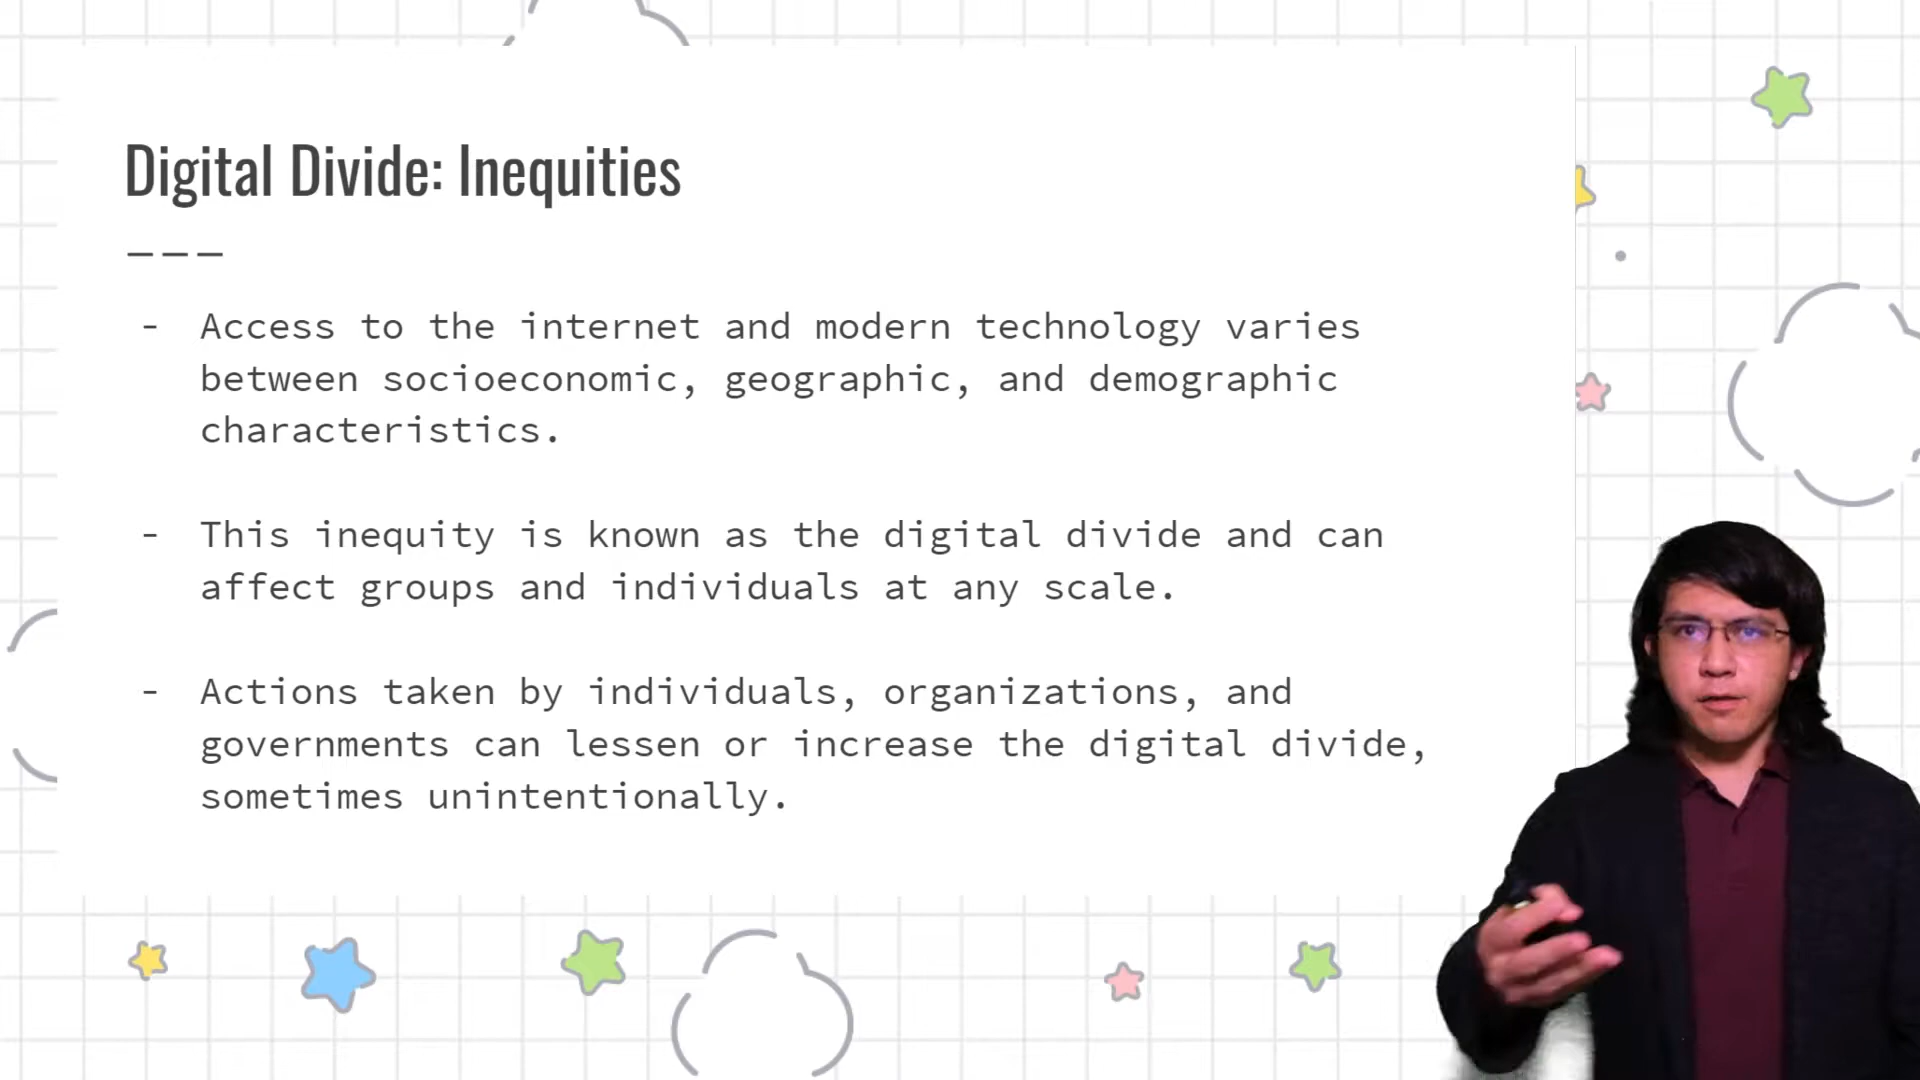 Digital Divide: Inequities
---
- Access to the internet and modern technology varies
between socioeconomic, geographic, and demographic
characteristics.
- This inequity is known as the digital divide and can
affect groups and individuals at any scale.
- Actions taken by individuals, organizations, and
governments can lessen or increase the digital divide,
sometimes unintentionally.